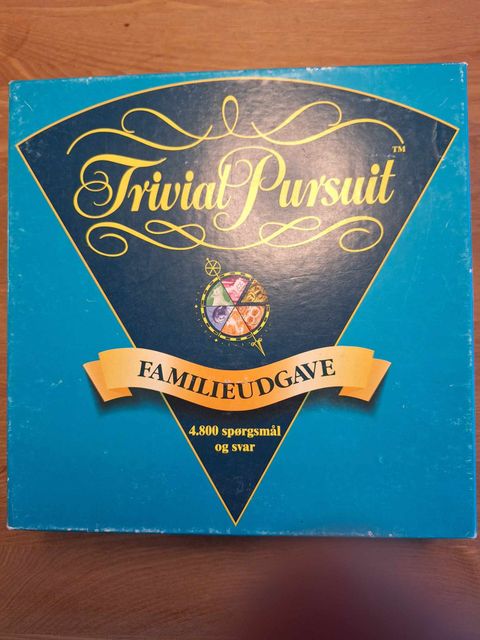 Trivial Pursuit™
FAMILIEUDGAVE
4.800 spørgsmål
og svar